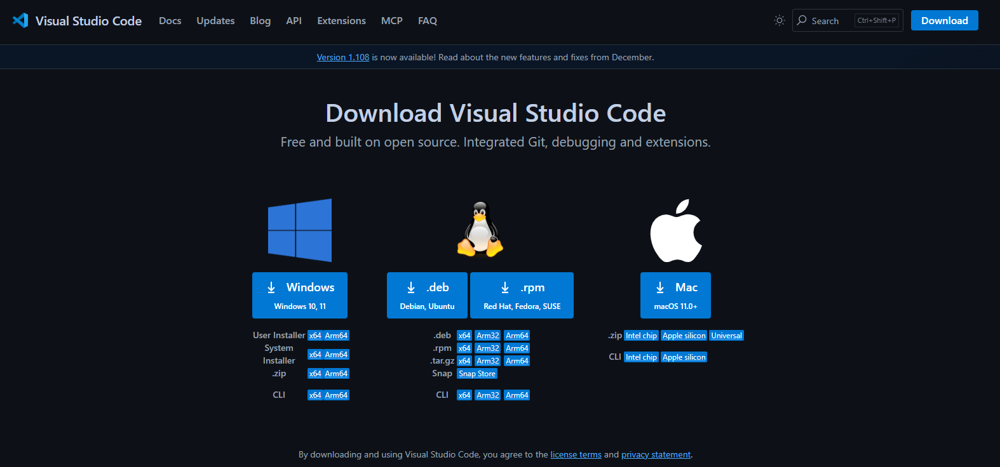 Visual Studio Code Docs Updates Blog API Extensions MCP FAQ Search Ctrl+Shift+P Download
Version 1.108 is now available! Read about the new features and fixes from December.
Download Visual Studio Code
Free and built on open source. Integrated Git, debugging and extensions.
Windows
Windows 10, 11
User Installer x64 Arm64
System Installer x64 Arm64
.zip x64 Arm64
CLI x64 Arm64
.deb
Debian, Ubuntu
.rpm
Red Hat, Fedora, SUSE
.deb x64 Arm32 Arm64
.rpm x64 Arm32 Arm64
.tar.gz x64 Arm32 Arm64
Snap Snap Store
CLI x64 Arm32 Arm64
Mac
macOS 11.0+
.zip Intel chip Apple silicon Universal
CLI Intel chip Apple silicon
By downloading and using Visual Studio Code, you agree to the license terms and privacy statement.